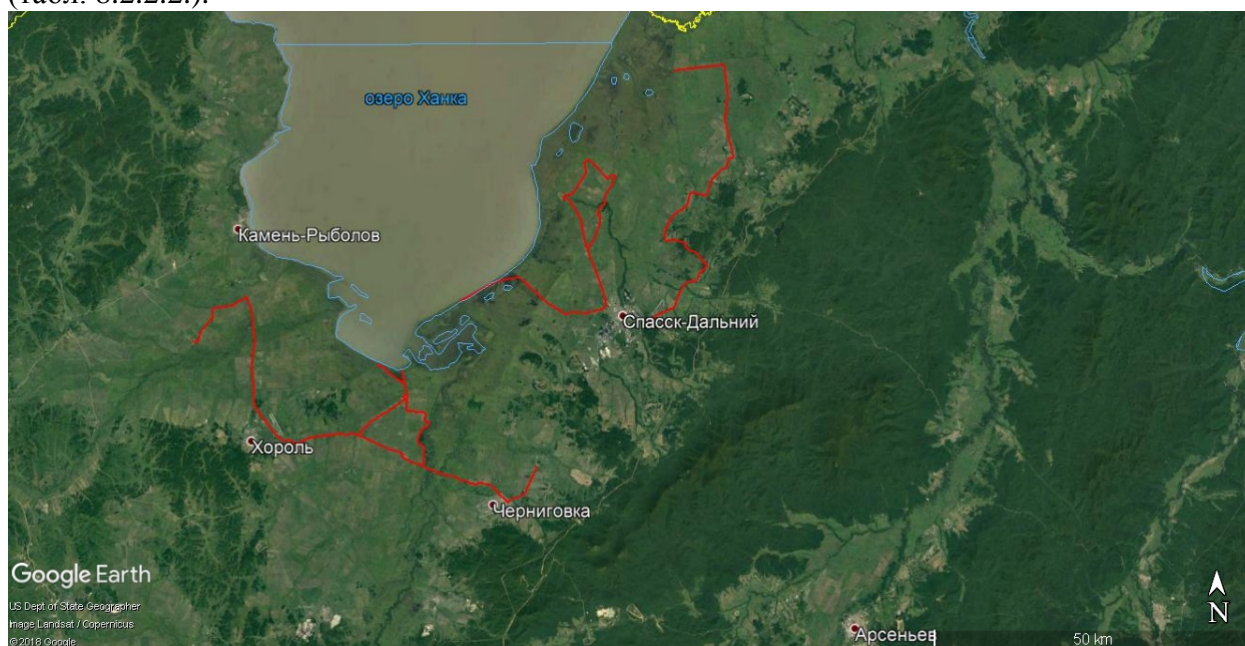 (табл. 8.2.2.2.).
озеро Ханка
Камень-Рыболов
Спасск-Дальний
Хороль
Черниговка
Google Earth
US Dept of State Geographer
Image Landsat / Copernicus
©2018 Google
Арсеньев
50 km
N